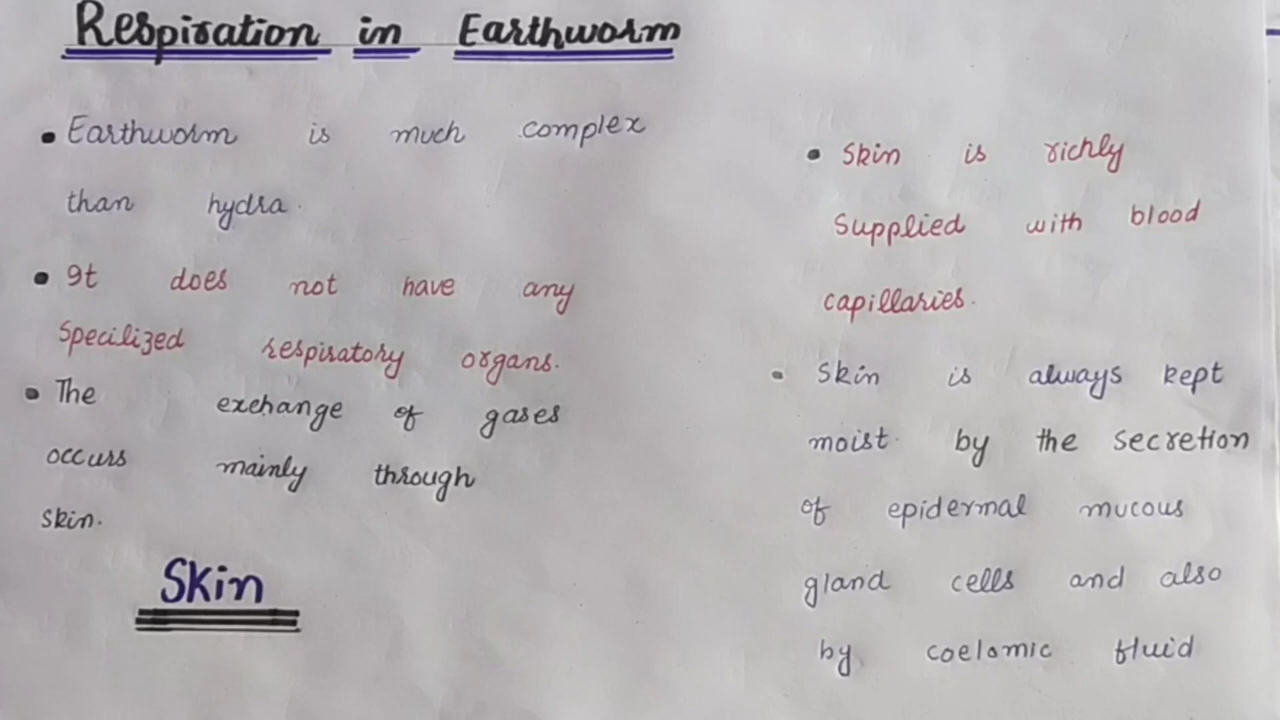 Respiration in Earthworm
• Earthworm is much complex
than hydra.
• It does not have any
Specilized respiratory organs.
• The exchange of gases
occurs mainly through
skin.
Skin
• Skin is richly
Supplied with blood
capillaries.
• Skin is always kept
moist by the secretion
of epidermal mucous
gland cells and also
by coelomic fluid